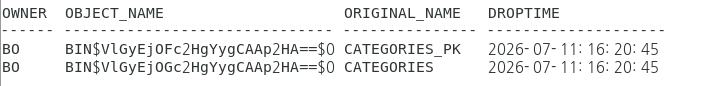 OWNER  OBJECT_NAME                    ORIGINAL_NAME   DROPTIME
------ ------------------------------ --------------- -------------------
BO     BIN$VlGyEjOFc2HgYygCAAp2HA==$0 CATEGORIES_PK   2026-07-11:16:20:45
BO     BIN$VlGyEjOGc2HgYygCAAp2HA==$0 CATEGORIES      2026-07-11:16:20:45